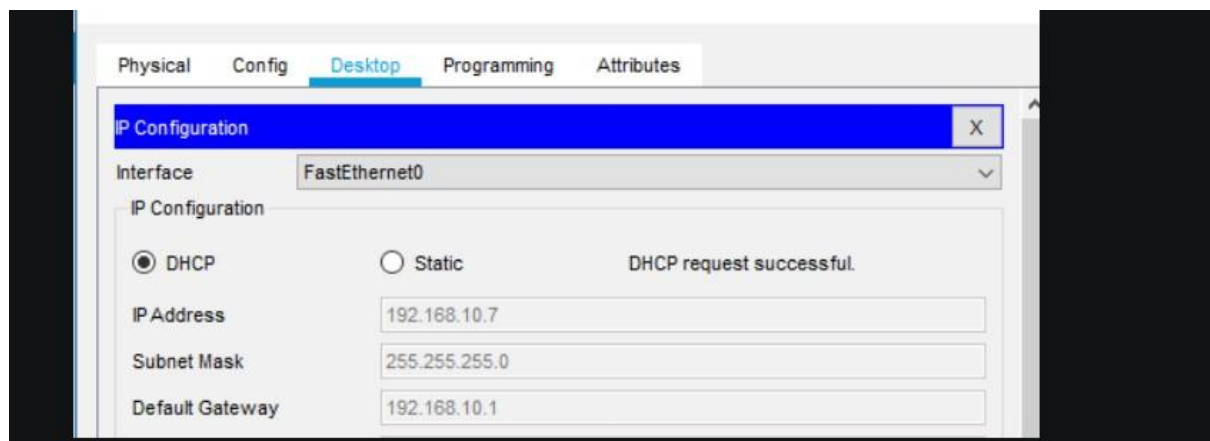 Physical Config Desktop Programming Attributes
IP Configuration X
Interface FastEthernet0
IP Configuration
DHCP Static DHCP request successful.
IP Address 192.168.10.7
Subnet Mask 255.255.255.0
Default Gateway 192.168.10.1